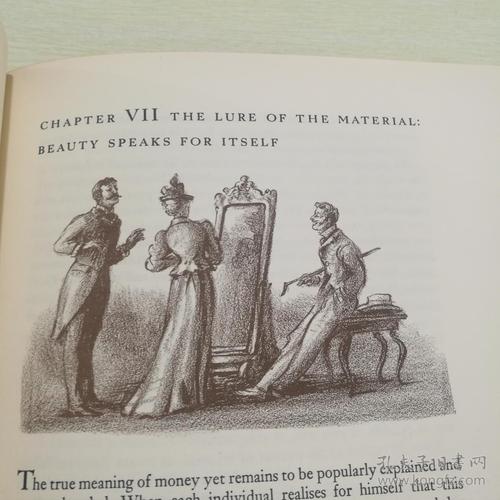 CHAPTER VII THE LURE OF THE MATERIAL:
BEAUTY SPEAKS FOR ITSELF
The true meaning of money yet remains to be popularly explained and
When each individual realises for himself that this
孔夫子旧书网
www.kongfz.com